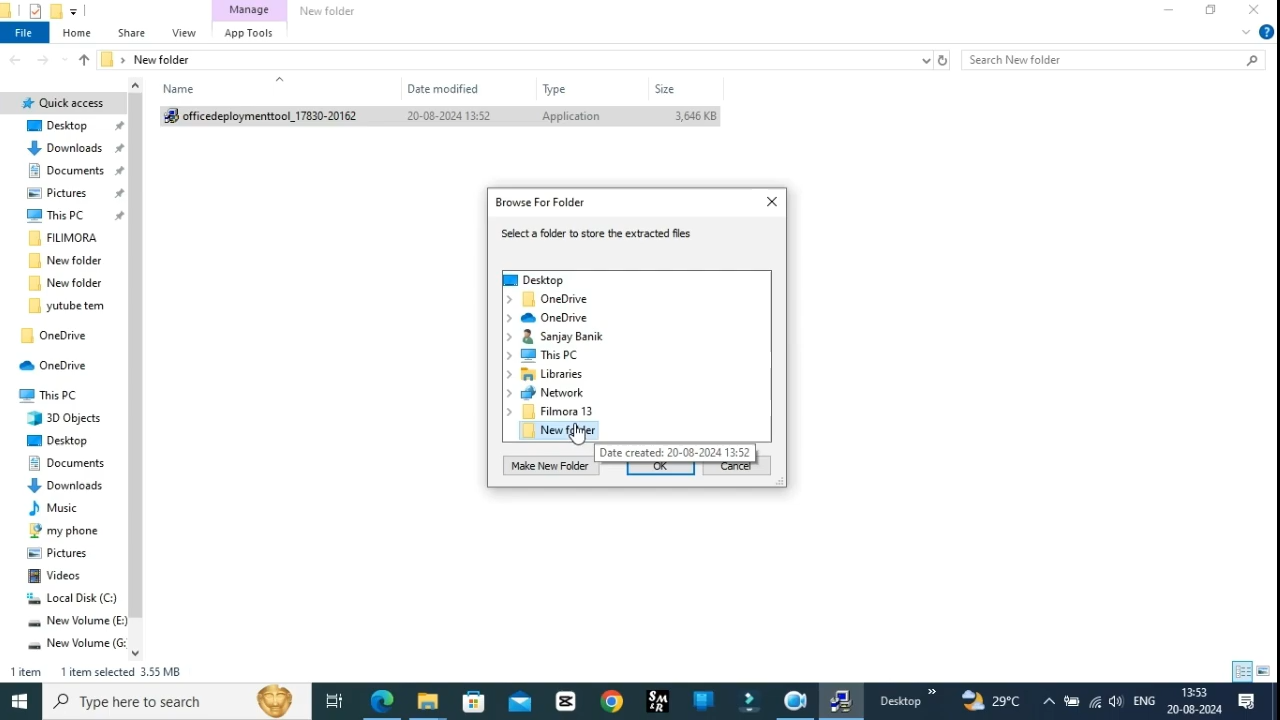 Manage
New folder
File
Home
Share
View
App Tools
New folder
Search New folder
Name
Date modified
Type
Size
officedeploymenttool_17830-20162
20-08-2024 13:52
Application
3,646 KB
Quick access
Desktop
Downloads
Documents
Pictures
This PC
FILIMORA
New folder
New folder
yutube tem
OneDrive
OneDrive
This PC
3D Objects
Desktop
Documents
Downloads
Music
my phone
Pictures
Videos
Local Disk (C:)
New Volume (E:)
New Volume (G:
Browse For Folder
Select a folder to store the extracted files
Desktop
OneDrive
OneDrive
Sanjay Banik
This PC
Libraries
Network
Filmora 13
New folder
Date created: 20-08-2024 13:52
Make New Folder
OK
Cancel
1 item
1 item selected 3.55 MB
Type here to search
SM
&R
Desktop
29°C
ENG
13:53
20-08-2024